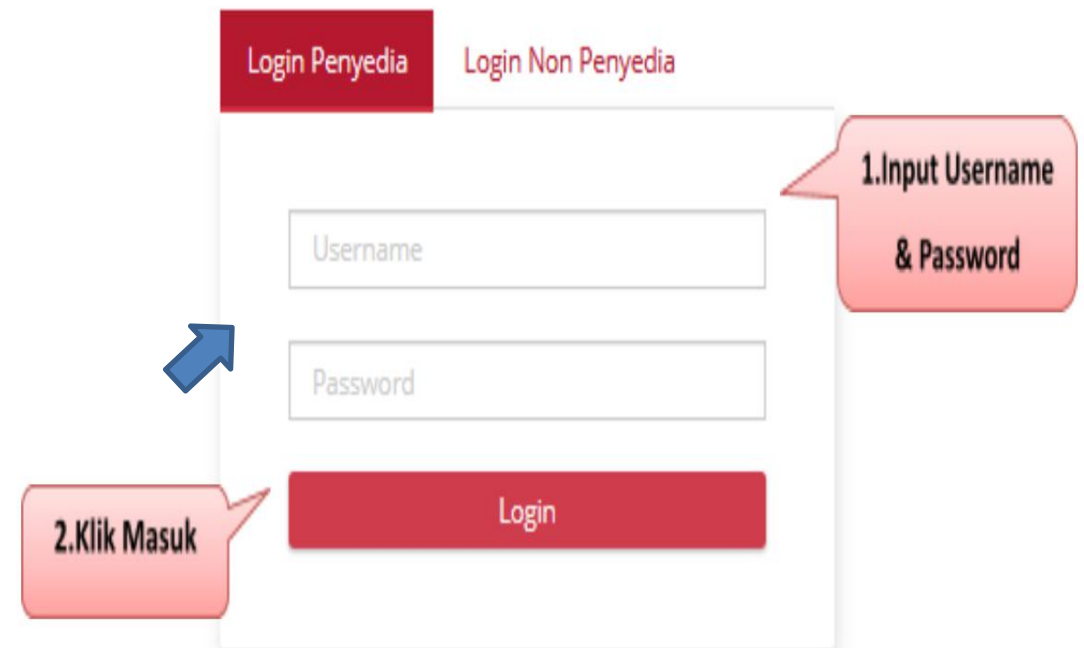 Login Penyedia Login Non Penyedia
1.Input Username
& Password
Username
Password
Login
2.Klik Masuk